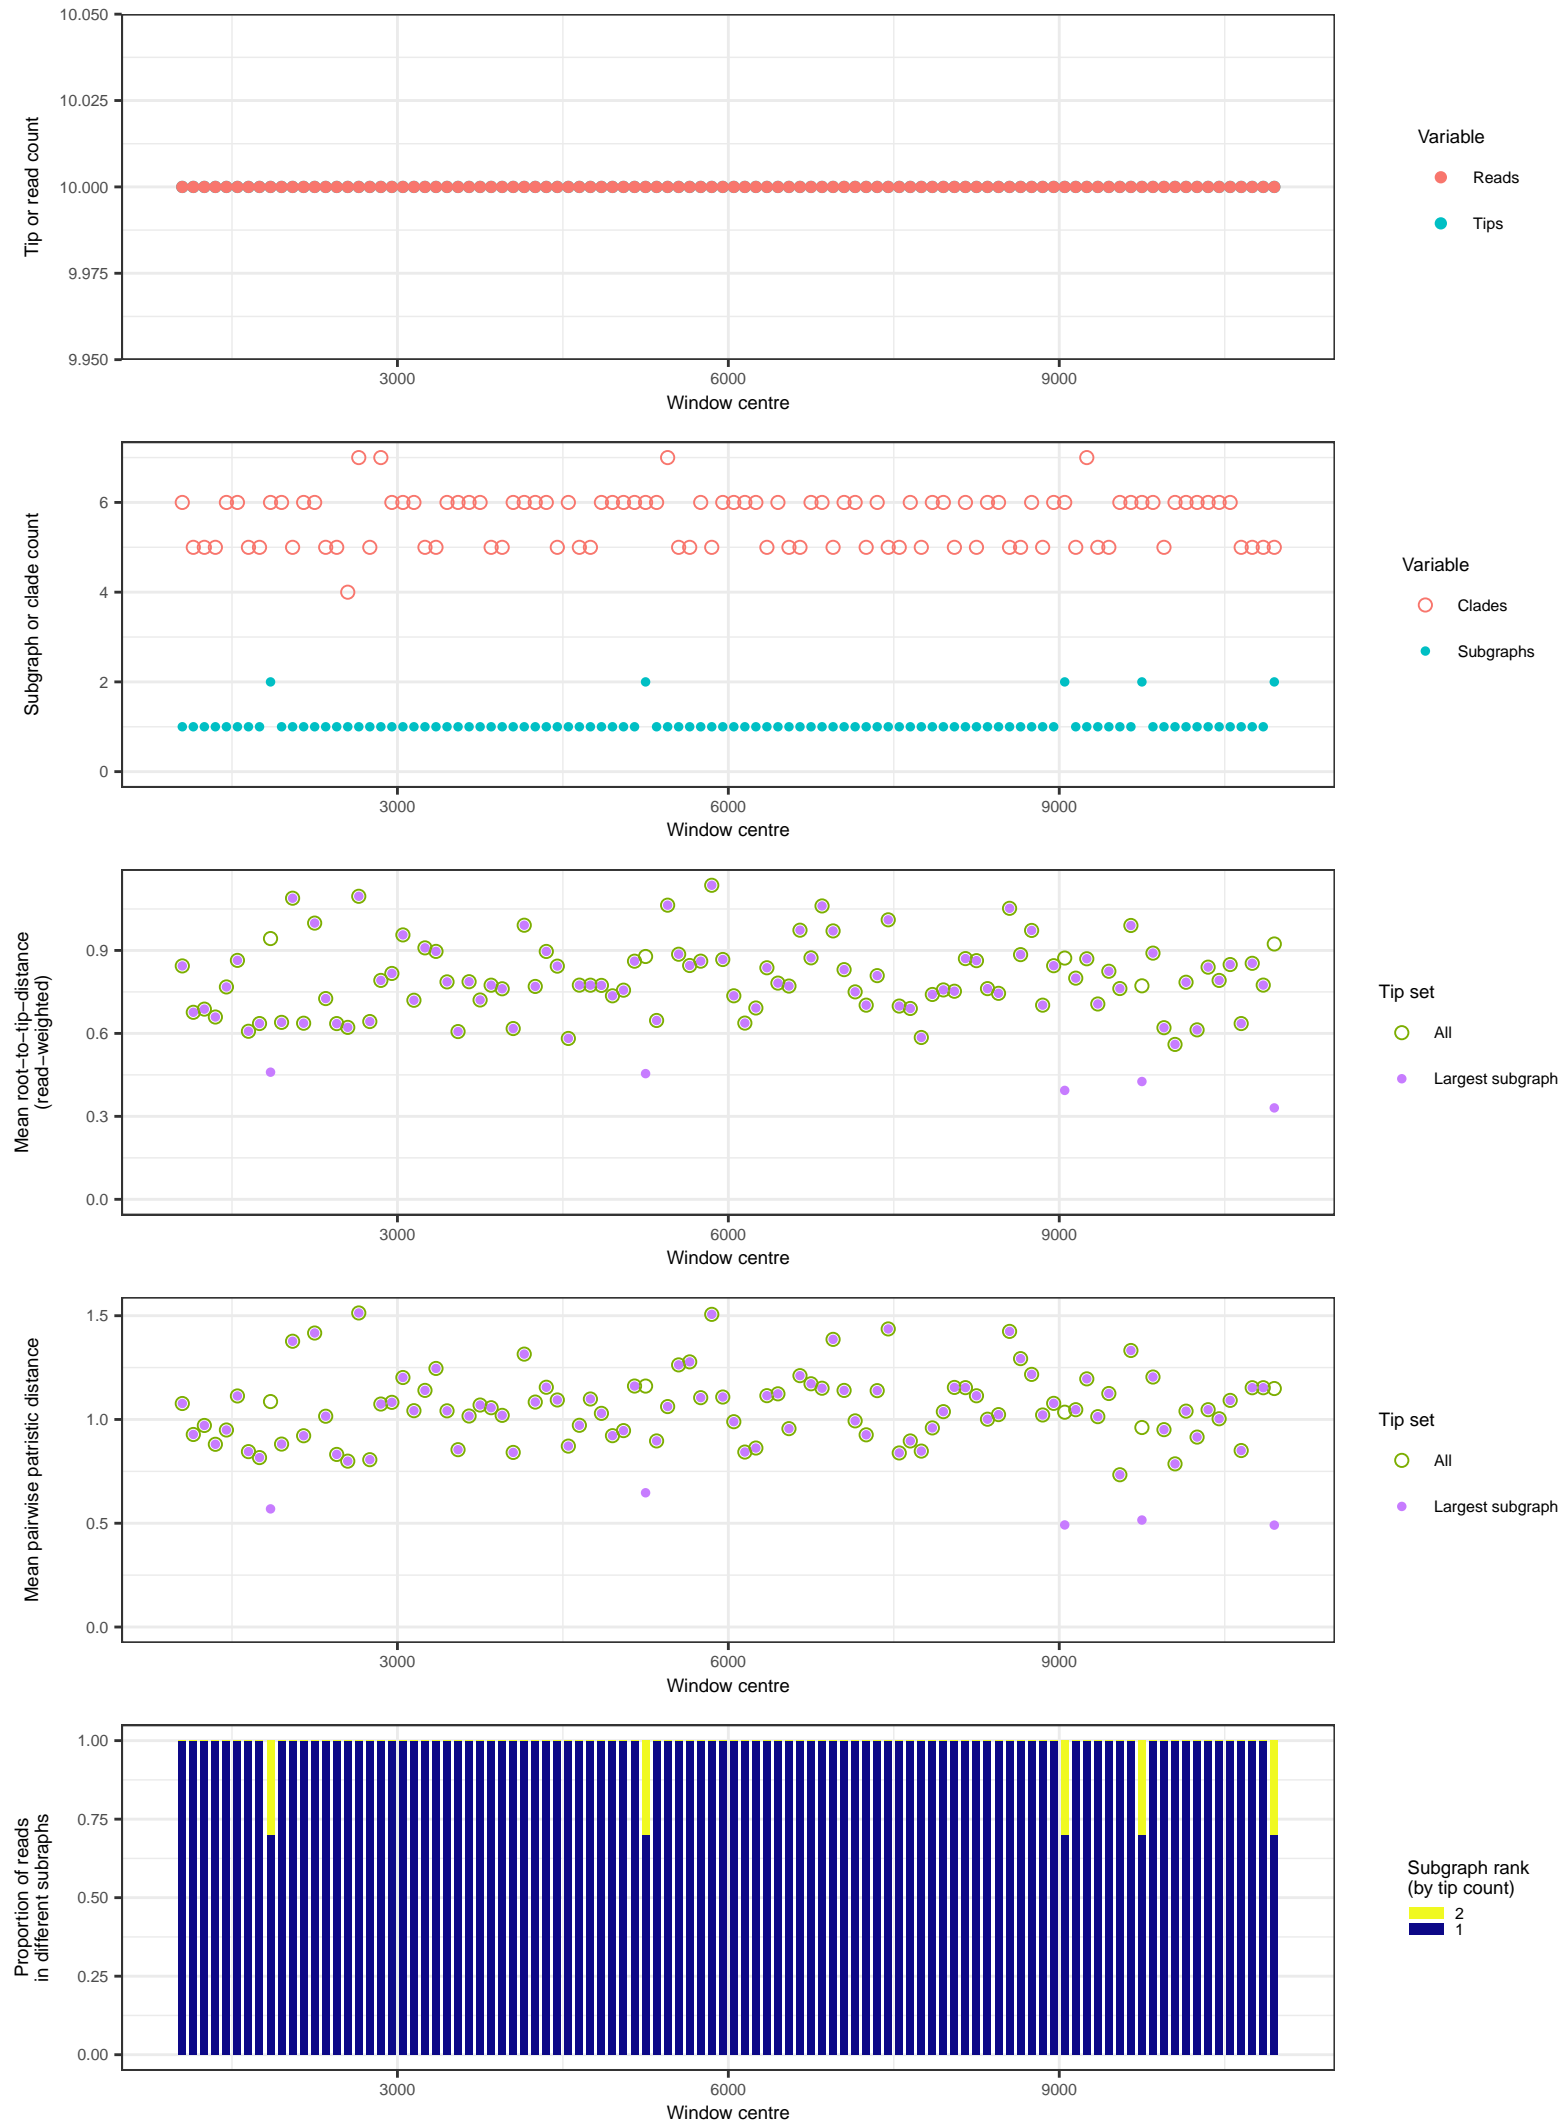 10.050
10.025
10.000
9.975
9.950
Tip or read count
3000
6000
9000
Window centre
Variable
Reads
Tips
6
4
2
0
Subgraph or clade count
3000
6000
9000
Window centre
Variable
Clades
Subgraphs
0.9
0.6
0.3
0.0
Mean root−to−tip−distance
(read−weighted)
3000
6000
9000
Window centre
Tip set
All
Largest subgraph
1.5
1.0
0.5
0.0
Mean pairwise patristic distance
3000
6000
9000
Window centre
Tip set
All
Largest subgraph
1.00
0.75
0.50
0.25
0.00
Proportion of reads
in different subraphs
3000
6000
9000
Window centre
Subgraph rank
(by tip count)
2
1